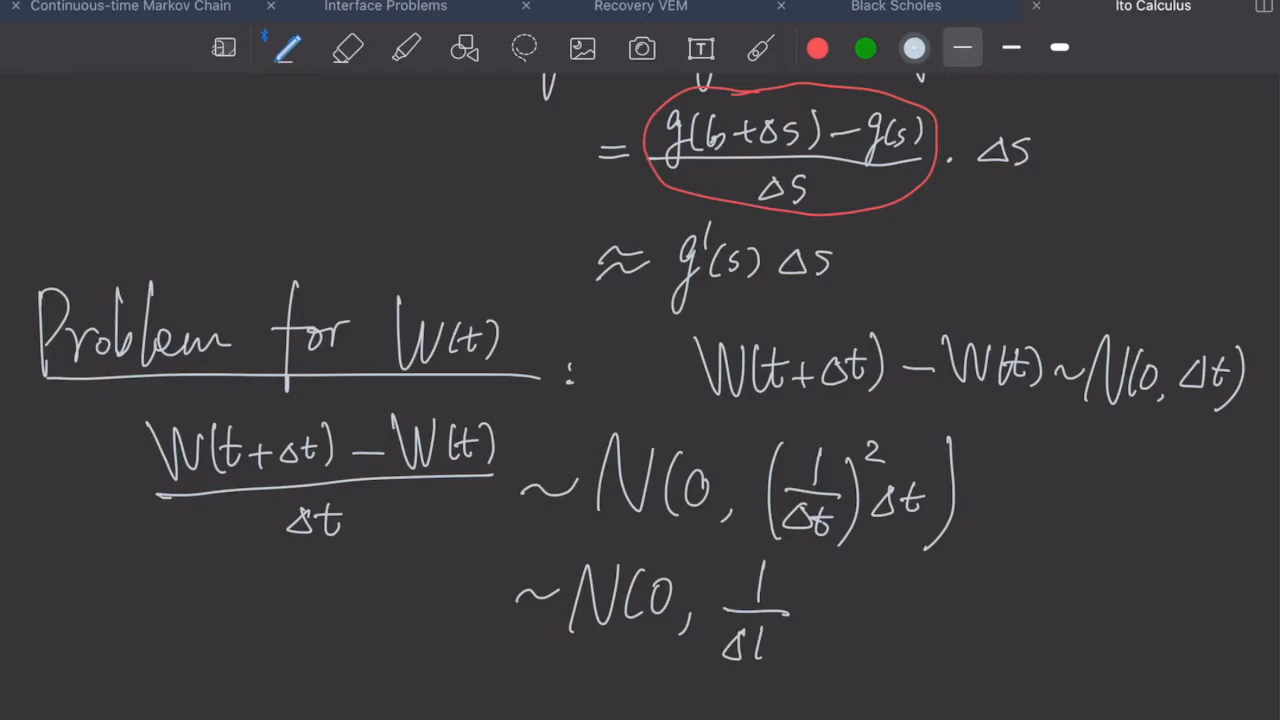 Continuous-time Markov Chain Interface Problems Recovery VEM Black Scholes Ito Calculus
= g(s+Δs) - g(s) / Δs · Δs
≈ g'(s) Δs
Problem for W(t) : W(t+Δt) - W(t) ~ N(0, Δt)
W(t+Δt) - W(t) / Δt ~ N(0, (1/Δt)² Δt)
~ N(0, 1/Δ